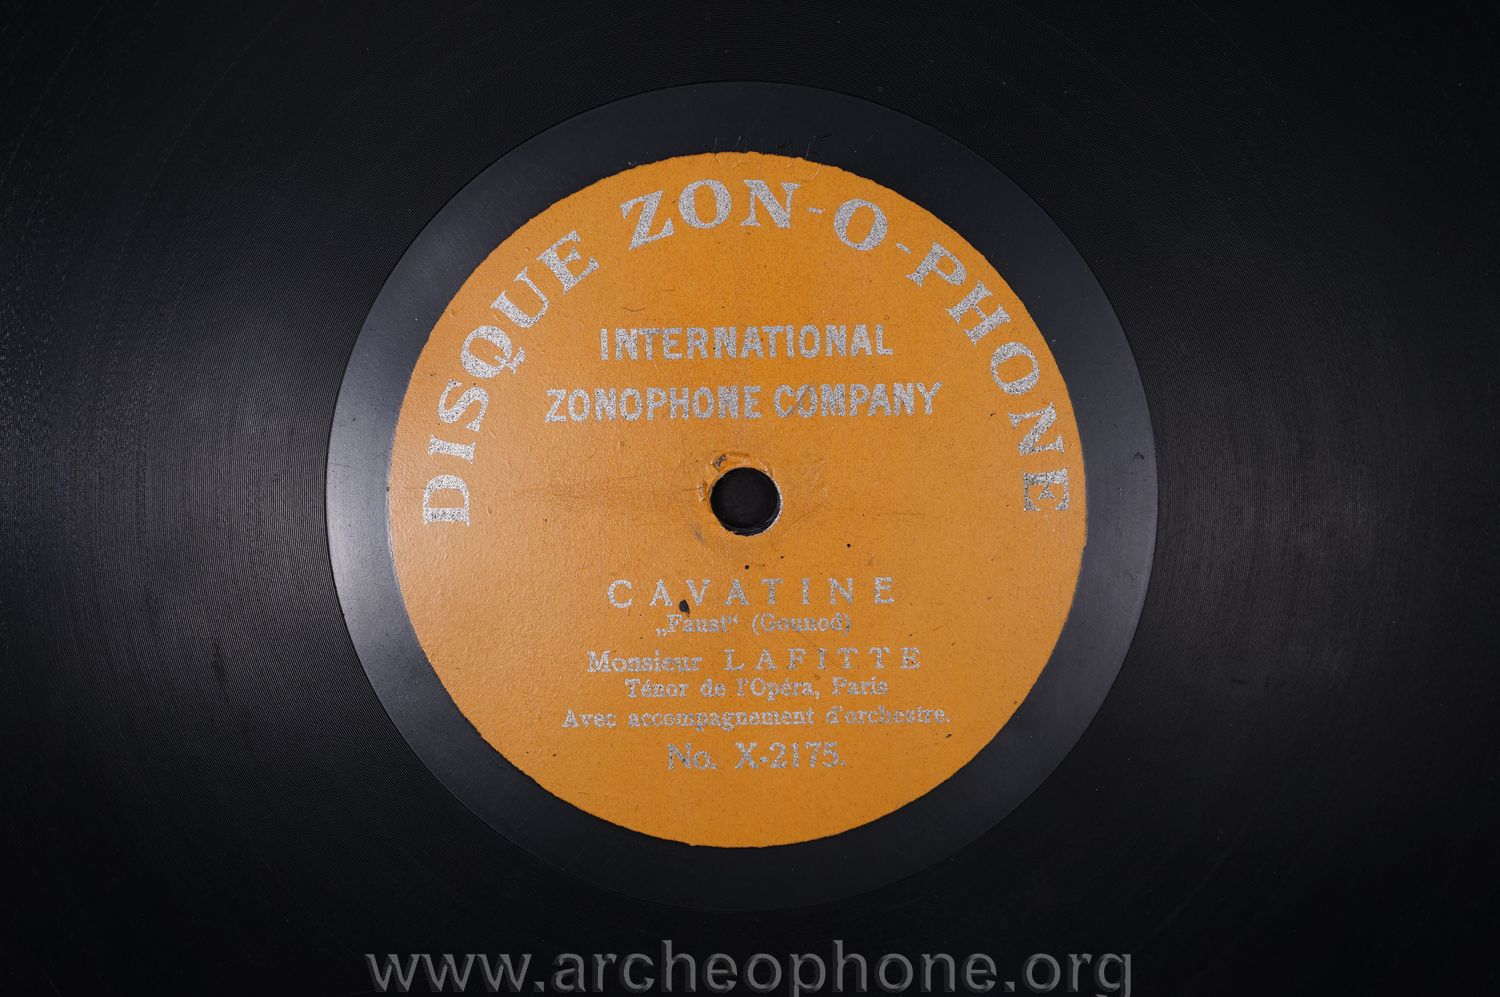 DISQUE ZON-O-PHONE
INTERNATIONAL
ZONOPHONE COMPANY
CAVATINE
„Faust“ (Gounod)
Monsieur LAFITTE
Ténor de l'Opéra, Paris
Avec accompagnement d'orchestre.
No. X-2175.
www.archeophone.org